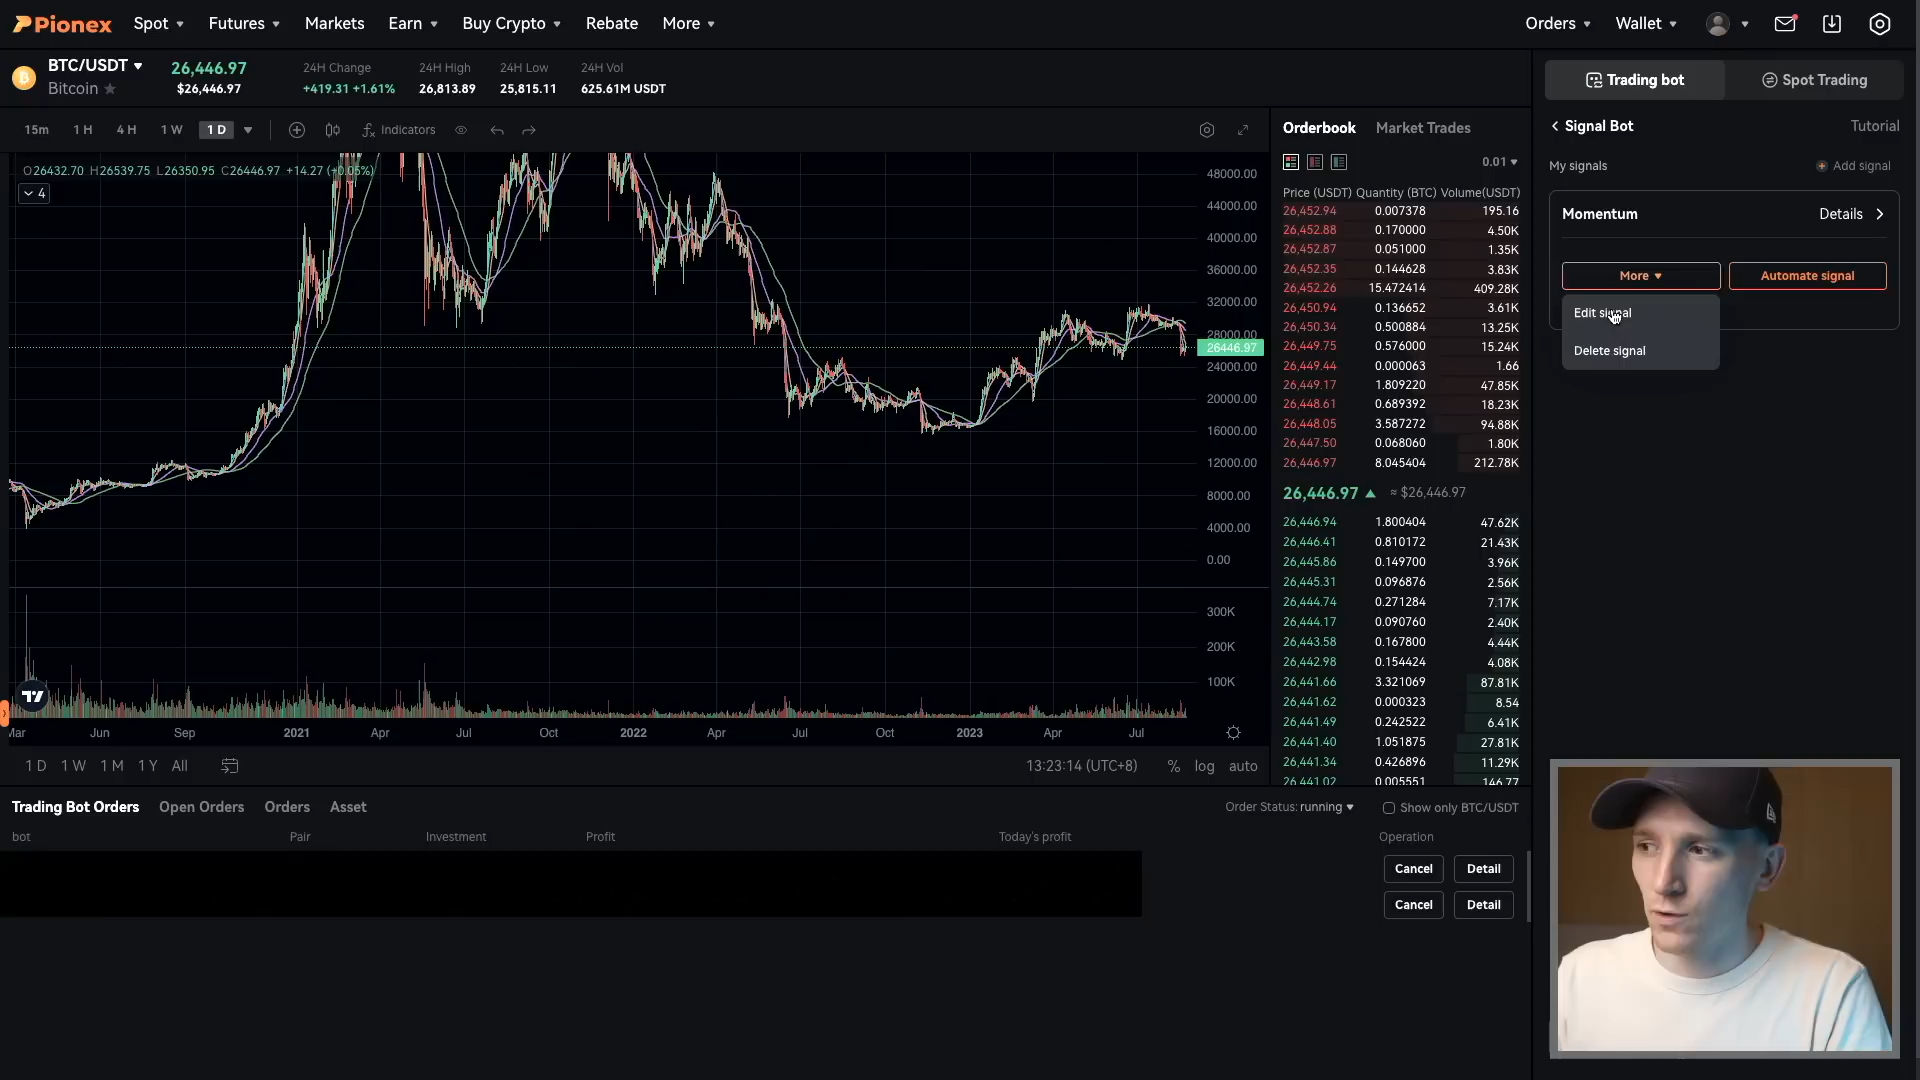 Pionex Spot Futures Markets Earn Buy Crypto Rebate More Orders Wallet
BTC/USDT 26,446.97 24H Change 24H High 24H Low 24H Vol
Bitcoin $26,446.97 +419.31 +1.61% 26,813.89 25,815.11 625.61M USDT
15m 1 H 4 H 1 W 1 D Indicators
O26432.70 H26539.75 L26350.95 C26446.97 +14.27 (+0.05%)
4
48000.00
44000.00
40000.00
36000.00
32000.00
28000.00
26446.97
24000.00
20000.00
16000.00
12000.00
8000.00
4000.00
0.00
300K
200K
100K
Mar Jun Sep 2021 Apr Jul Oct 2022 Apr Jul Oct 2023 Apr Jul
1 D 1 W 1 M 1 Y All 13:23:14 (UTC+8) % log auto
Orderbook Market Trades
0.01
Price (USDT) Quantity (BTC) Volume(USDT)
26,452.94 0.007378 195.16
26,452.88 0.170000 4.50K
26,452.87 0.051000 1.35K
26,452.35 0.144628 3.83K
26,452.26 15.472414 409.28K
26,450.94 0.136652 3.61K
26,450.34 0.500884 13.25K
26,449.75 0.576000 15.24K
26,449.44 0.000063 1.66
26,449.17 1.809220 47.85K
26,448.61 0.689392 18.23K
26,448.05 3.587272 94.88K
26,447.50 0.068060 1.80K
26,446.97 8.045404 212.78K
26,446.97 ≈ $26,446.97
26,446.94 1.800404 47.62K
26,446.41 0.810172 21.43K
26,445.86 0.149700 3.96K
26,445.31 0.096876 2.56K
26,444.74 0.271284 7.17K
26,444.17 0.090760 2.40K
26,443.58 0.167800 4.44K
26,442.98 0.154424 4.08K
26,441.66 3.321069 87.81K
26,441.62 0.000323 8.54
26,441.49 0.242522 6.41K
26,441.40 1.051875 27.81K
26,441.34 0.426896 11.29K
26,441.02 0.005551 146.77
Trading bot Spot Trading
Signal Bot Tutorial
My signals Add signal
Momentum Details
More Automate signal
Edit signal
Delete signal
Trading Bot Orders Open Orders Orders Asset Order Status: running Show only BTC/USDT
bot Pair Investment Profit Today's profit Operation
Cancel Detail
Cancel Detail